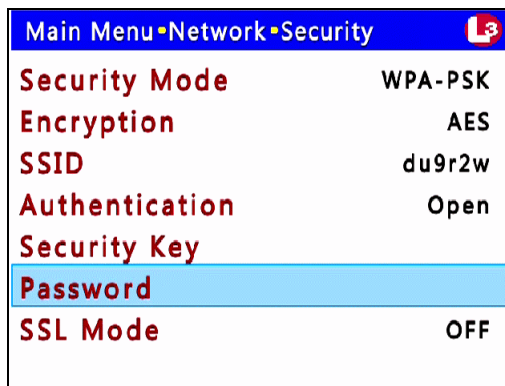 Main Menu•Network•Security L3
Security Mode WPA-PSK
Encryption AES
SSID du9r2w
Authentication Open
Security Key
Password
SSL Mode OFF